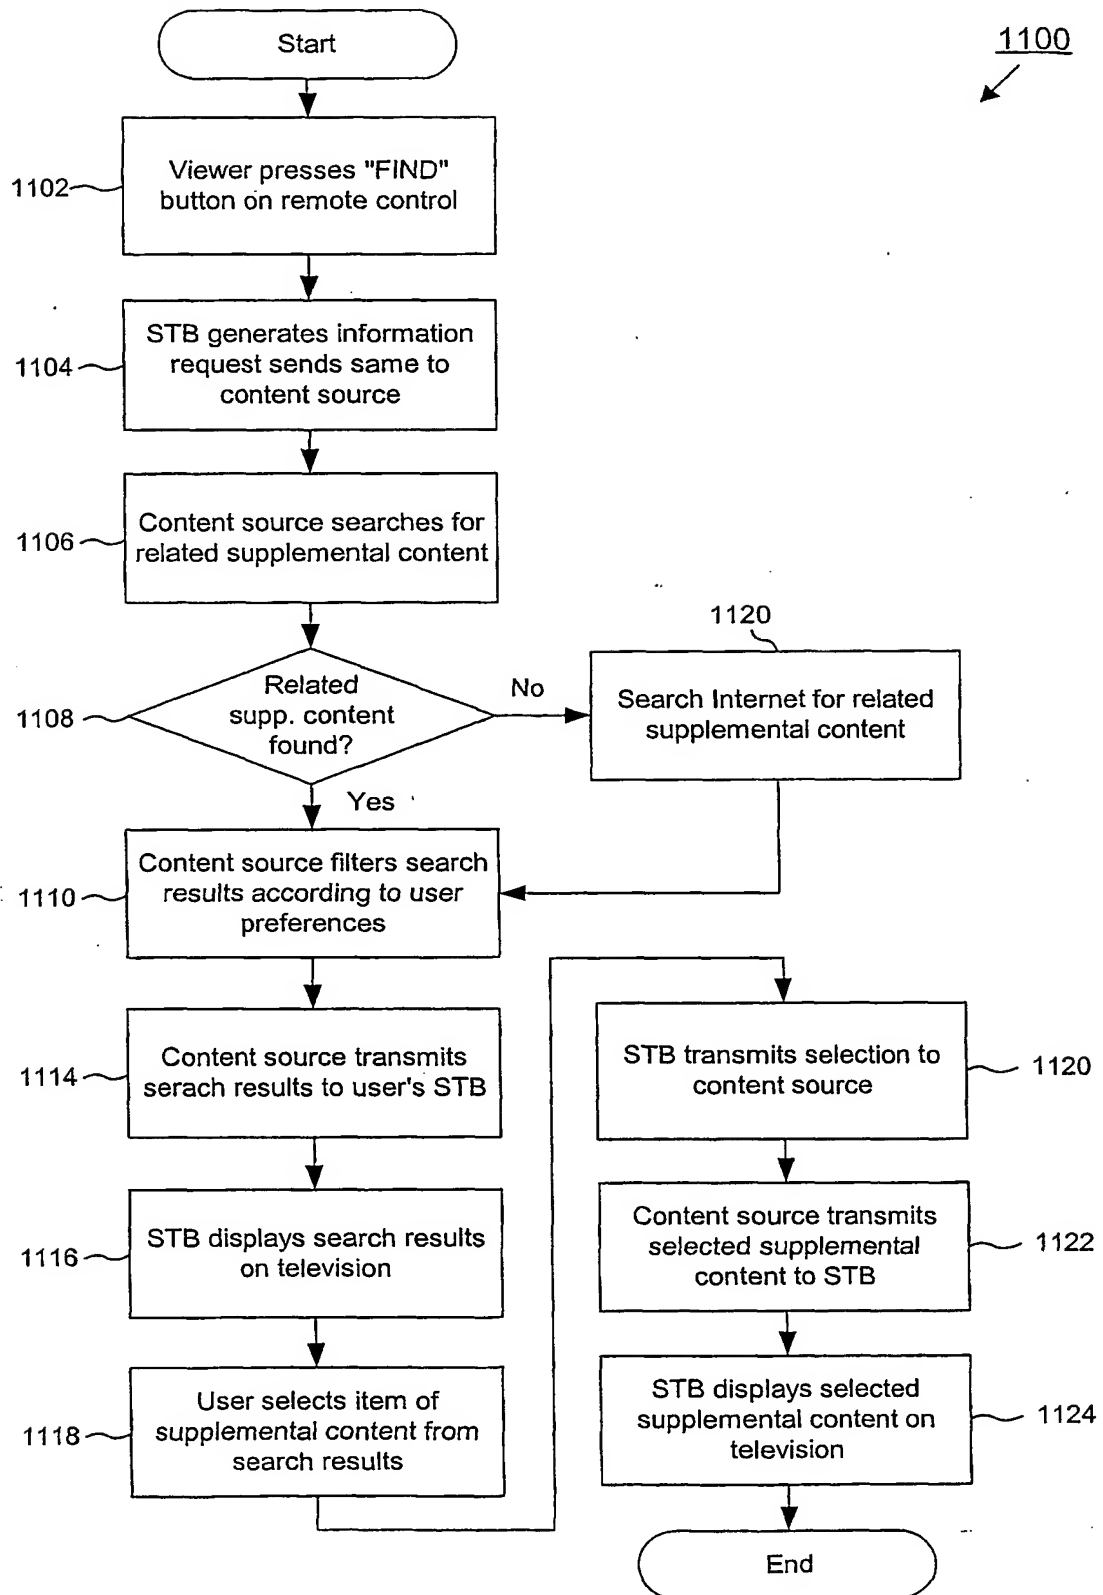 Start
1100
1102
Viewer presses "FIND"
button on remote control
1104
STB generates information
request sends same to
content source
1106
Content source searches for
related supplemental content
1108
Related
supp. content
found?
No
1120
Search Internet for related
supplemental content
Yes
1110
Content source filters search
results according to user
preferences
1114
Content source transmits
serach results to user's STB
1116
STB displays search results
on television
1118
User selects item of
supplemental content from
search results
STB transmits selection to
content source
1120
Content source transmits
selected supplemental
content to STB
1122
STB displays selected
supplemental content on
television
1124
End